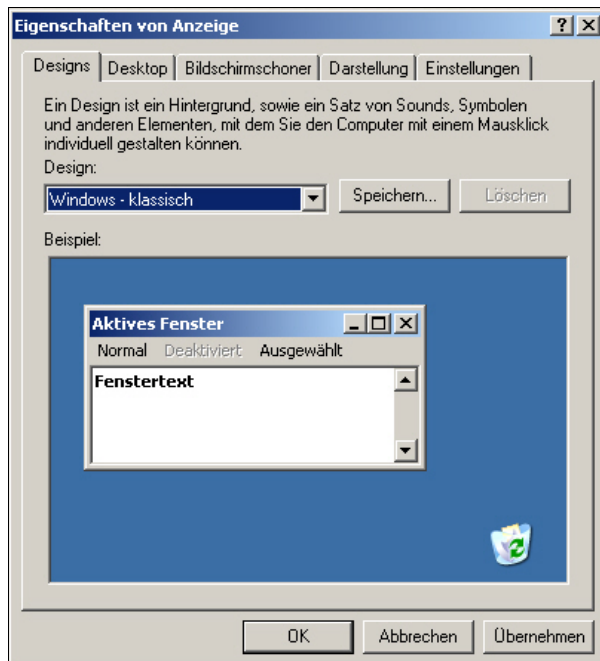 Eigenschaften von Anzeige
Designs Desktop Bildschirmschoner Darstellung Einstellungen
Ein Design ist ein Hintergrund, sowie ein Satz von Sounds, Symbolen
und anderen Elementen, mit dem Sie den Computer mit einem Mausklick
individuell gestalten können.
Design:
Windows - klassisch Speichern... Löschen
Beispiel:
Aktives Fenster
Normal Deaktiviert Ausgewählt
Fenstertext
OK Abbrechen Übernehmen